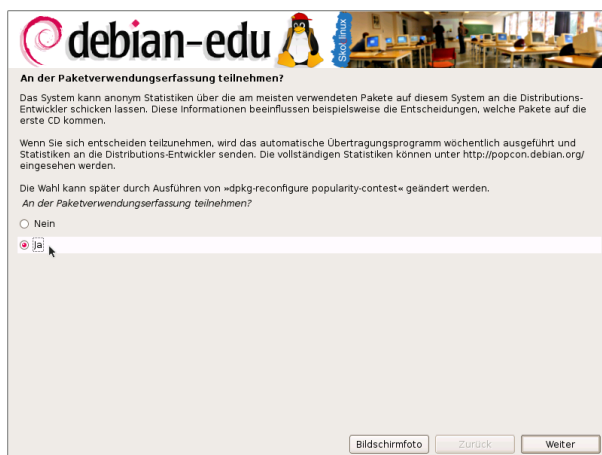 debian-edu
Skolelinux
An der Paketverwendungserfassung teilnehmen?
Das System kann anonym Statistiken über die am meisten verwendeten Pakete auf diesem System an die Distributions-
Entwickler schicken lassen. Diese Informationen beeinflussen beispielsweise die Entscheidungen, welche Pakete auf die
erste CD kommen.
Wenn Sie sich entscheiden teilzunehmen, wird das automatische Übertragungsprogramm wöchentlich ausgeführt und
Statistiken an die Distributions-Entwickler senden. Die vollständigen Statistiken können unter http://popcon.debian.org/
eingesehen werden.
Die Wahl kann später durch Ausführen von »dpkg-reconfigure popularity-contest« geändert werden.
An der Paketverwendungserfassung teilnehmen?
Nein
Ja
Bildschirmfoto
Zurück
Weiter